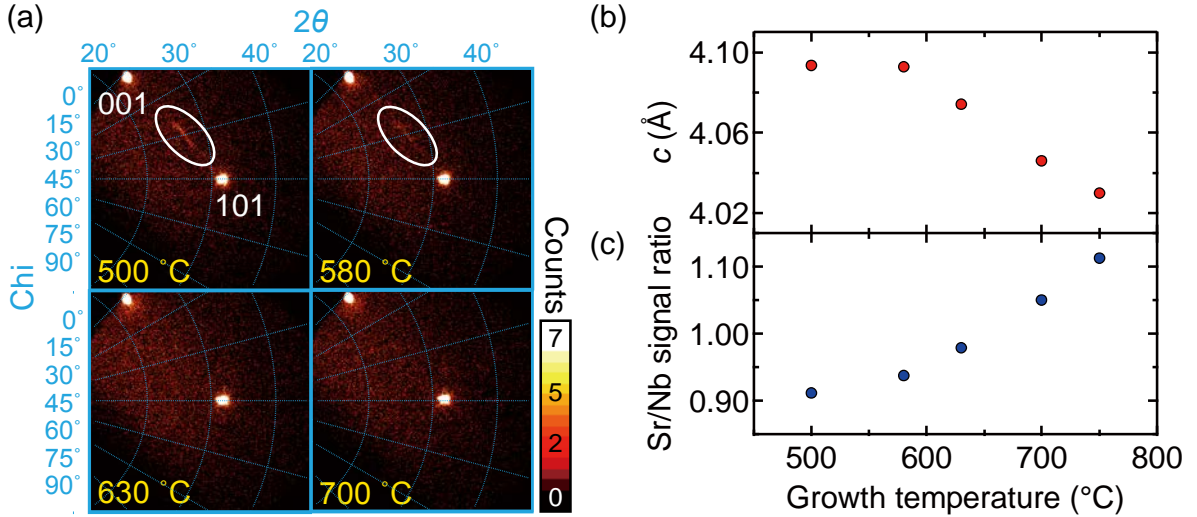 (a)
2θ
20° 30° 40° 20° 30° 40°
Chi
0°
15°
30°
45°
60°
75°
90°
001
101
500 °C
580 °C
0°
15°
30°
45°
60°
75°
90°
630 °C
700 °C
Counts
7
5
2
0
(b)
c (Å)
4.10
4.06
4.02
(c)
Sr/Nb signal ratio
1.10
1.00
0.90
500 600 700 800
Growth temperature (°C)